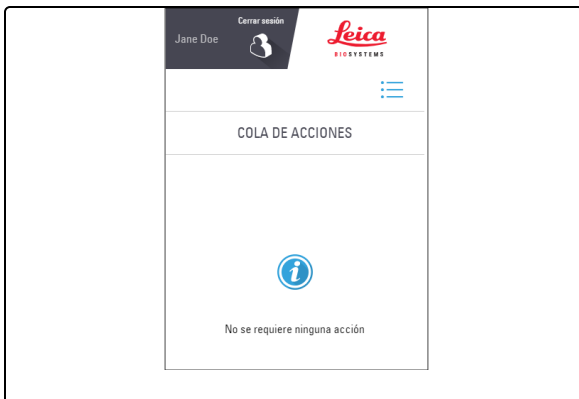 Cerrar sesión
Jane Doe
Leica
BIOSYSTEMS
COLA DE ACCIONES
i
No se requiere ninguna acción